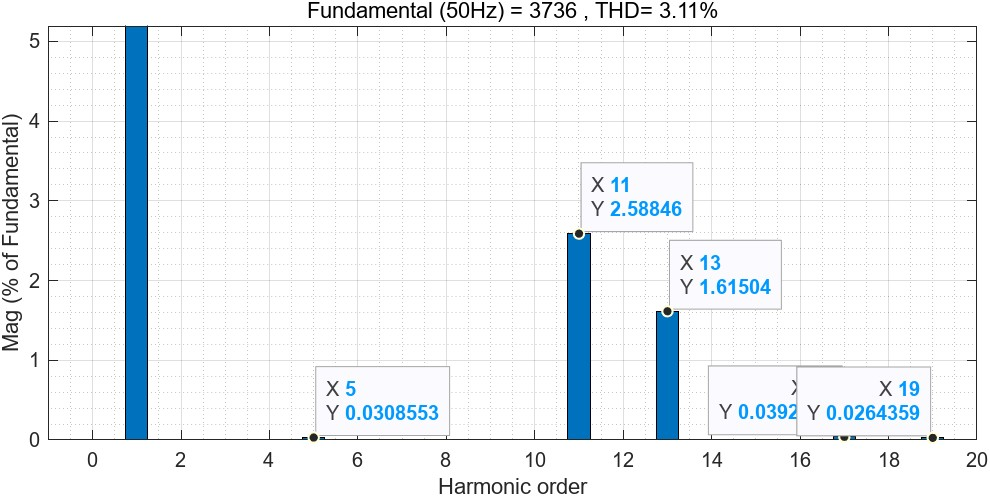 Fundamental (50Hz) = 3736 , THD= 3.11%
Mag (% of Fundamental)
5
4
3
2
1
0
X 11
Y 2.58846
X 13
Y 1.61504
X 5
Y 0.0308553
X
Y 0.0392
X 19
Y 0.0264359
0 2 4 6 8 10 12 14 16 18 20
Harmonic order